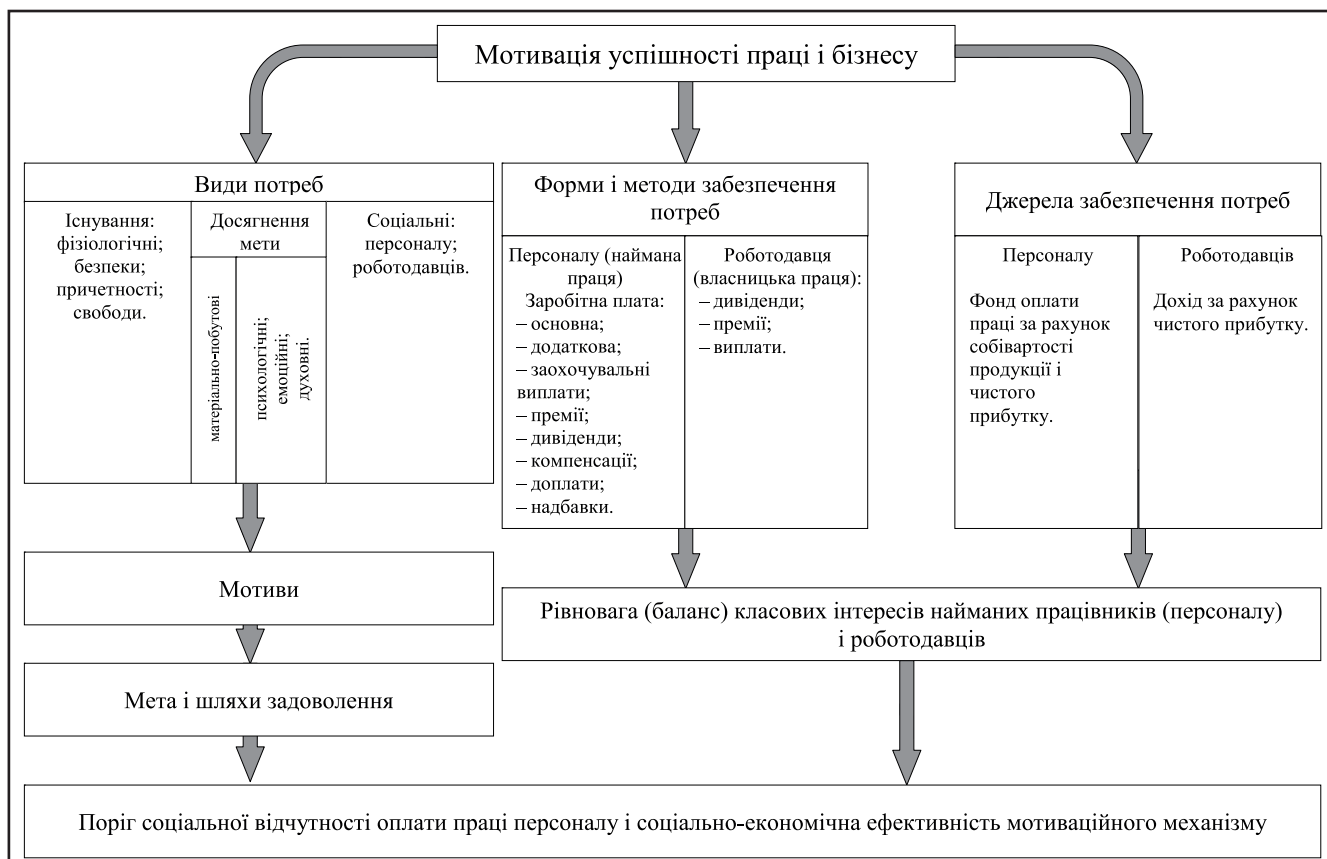 Мотивація успішності праці і бізнесу
Види потреб
Існування:
фізіологічні;
безпеки;
причетності;
свободи.
Досягнення
мети
матеріально-побутові
психологічні;
емоційні;
духовні.
Соціальні:
персоналу;
роботодавців.
Форми і методи забезпечення
потреб
Персоналу (наймана
праця)
Заробітна плата:
– основна;
– додаткова;
– заохочувальні
виплати;
– премії;
– дивіденди;
– компенсації;
– доплати;
– надбавки.
Роботодавця
(власницька праця):
– дивіденди;
– премії;
– виплати.
Джерела забезпечення потреб
Персоналу
Фонд оплати
праці за рахунок
собівартості
продукції і
чистого
прибутку.
Роботодавців
Дохід за рахунок
чистого прибутку.
Мотиви
Мета і шляхи задоволення
Рівновага (баланс) класових інтересів найманих працівників (персоналу)
і роботодавців
Поріг соціальної відчутності оплати праці персоналу і соціально-економічна ефективність мотиваційного механізму